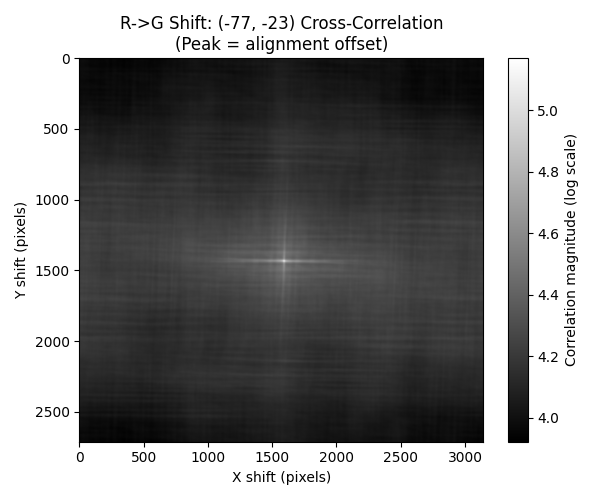 R->G Shift: (-77, -23) Cross-Correlation
(Peak = alignment offset)
0
500
1000
1500
2000
2500
Y shift (pixels)
0 500 1000 1500 2000 2500 3000
X shift (pixels)
5.0
4.8
4.6
4.4
4.2
4.0
Correlation magnitude (log scale)